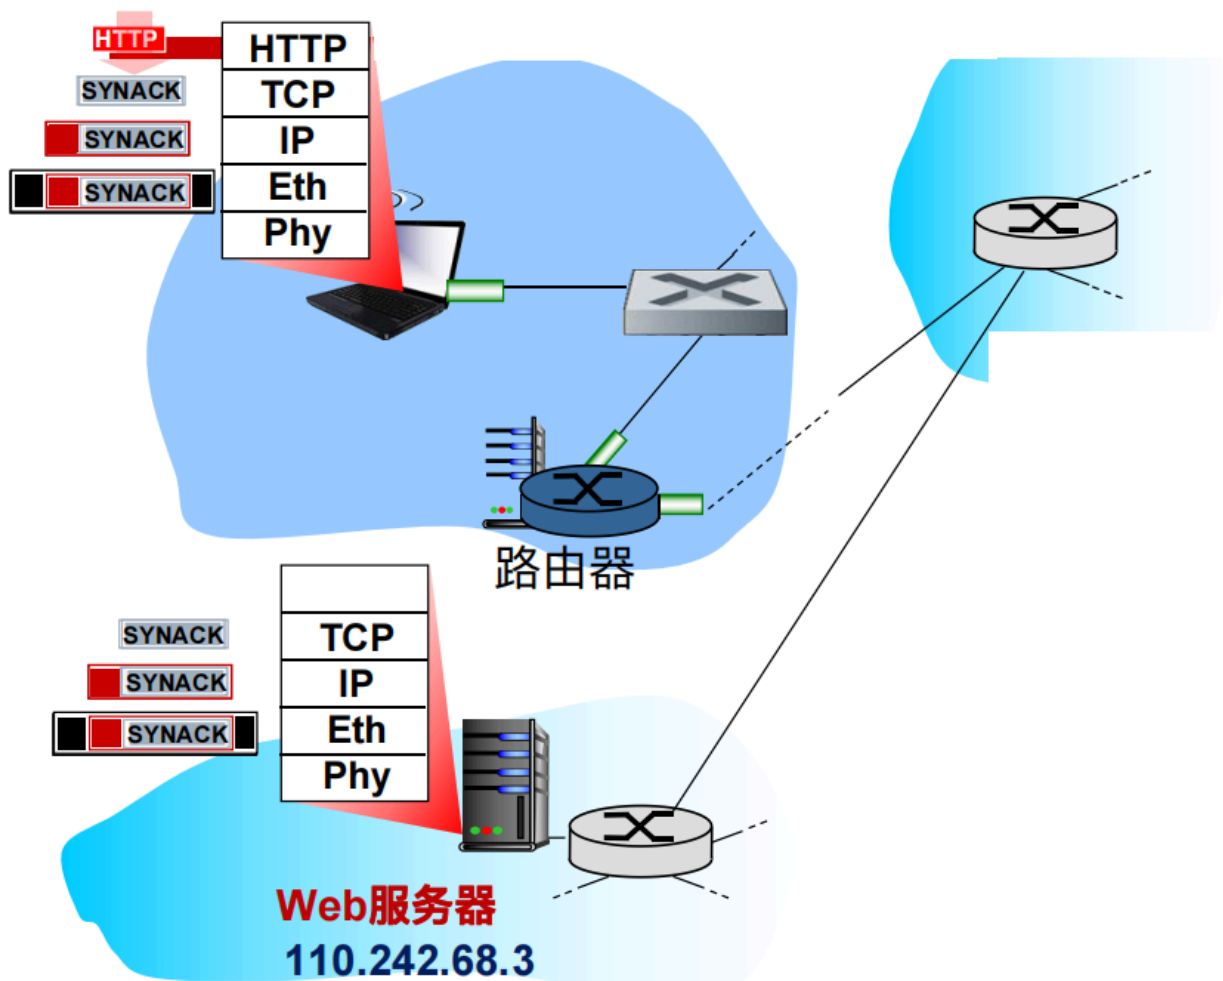 HTTP
HTTP
SYNACK
TCP
SYNACK
IP
SYNACK
Eth
Phy
路由器
SYNACK
TCP
SYNACK
IP
SYNACK
Eth
Phy
Web服务器
110.242.68.3